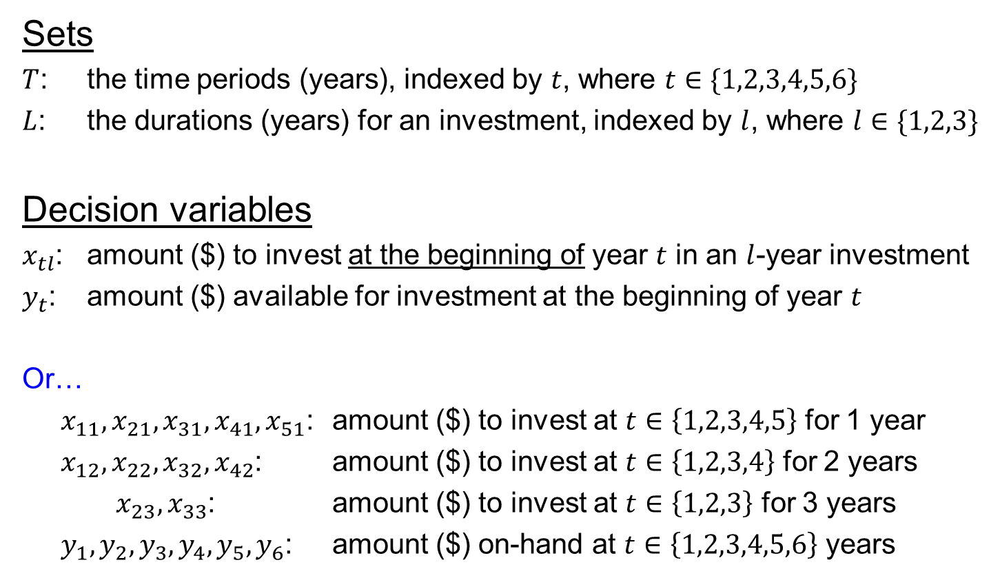 Sets
T: the time periods (years), indexed by t, where t ∈ {1,2,3,4,5,6}
L: the durations (years) for an investment, indexed by l, where l ∈ {1,2,3}
Decision variables
x_{tl}: amount ($) to invest at the beginning of year t in an l-year investment
y_t: amount ($) available for investment at the beginning of year t
Or…
x_{11}, x_{21}, x_{31}, x_{41}, x_{51}: amount ($) to invest at t ∈ {1,2,3,4,5} for 1 year
x_{12}, x_{22}, x_{32}, x_{42}: amount ($) to invest at t ∈ {1,2,3,4} for 2 years
x_{23}, x_{33}: amount ($) to invest at t ∈ {1,2,3} for 3 years
y_1, y_2, y_3, y_4, y_5, y_6: amount ($) on-hand at t ∈ {1,2,3,4,5,6} years